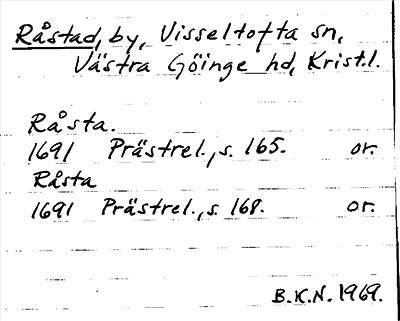 Råstad, by, Visseltofta sn,
Västra Göinge hd, Kristl.
Råsta.
1691 Prästrel., s. 165. or.
Råsta
1691 Prästrel., s. 168. or.
B.K.N. 1969.